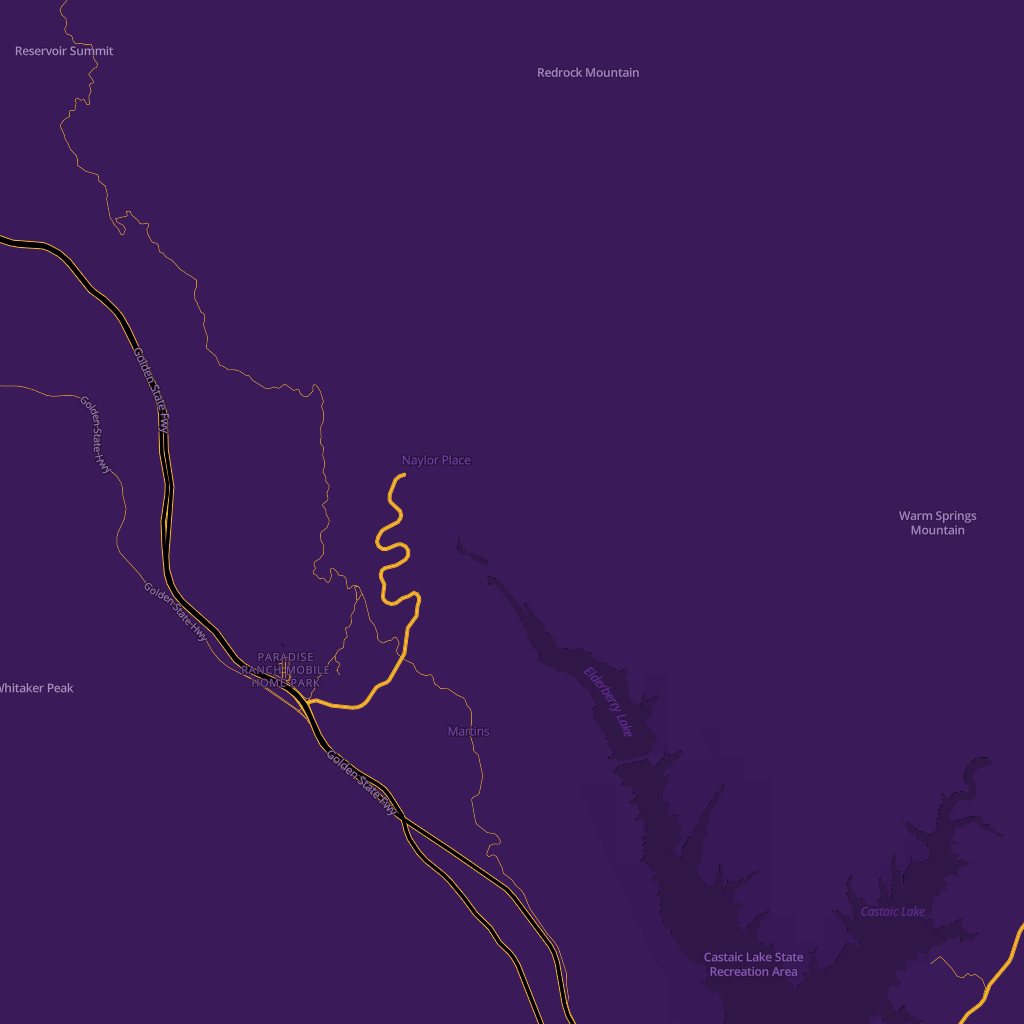 Reservoir Summit
Redrock Mountain
Golden State Fwy
Golden State Hwy
Naylor Place
Warm Springs
Mountain
Golden State Hwy
PARADISE
RANCH MOBILE
HOME PARK
Whitaker Peak
Elderberry Lake
Martins
Golden State Fwy
Castaic Lake
Castaic Lake State
Recreation Area